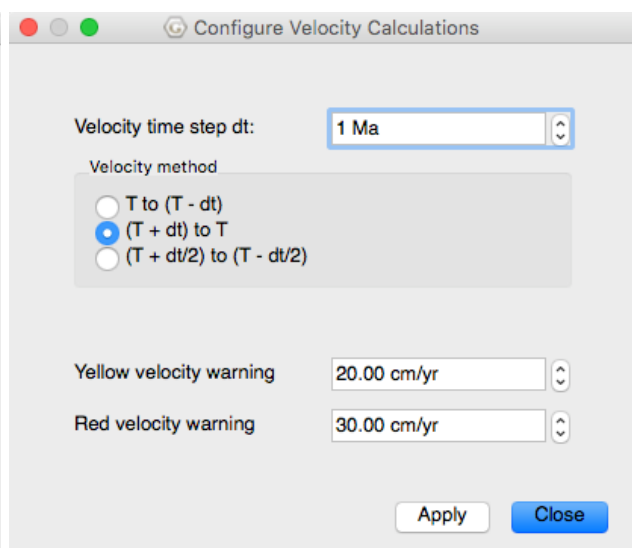 Configure Velocity Calculations
Velocity time step dt: 1 Ma
Velocity method
T to (T - dt)
(T + dt) to T
(T + dt/2) to (T - dt/2)
Yellow velocity warning 20.00 cm/yr
Red velocity warning 30.00 cm/yr
Apply Close